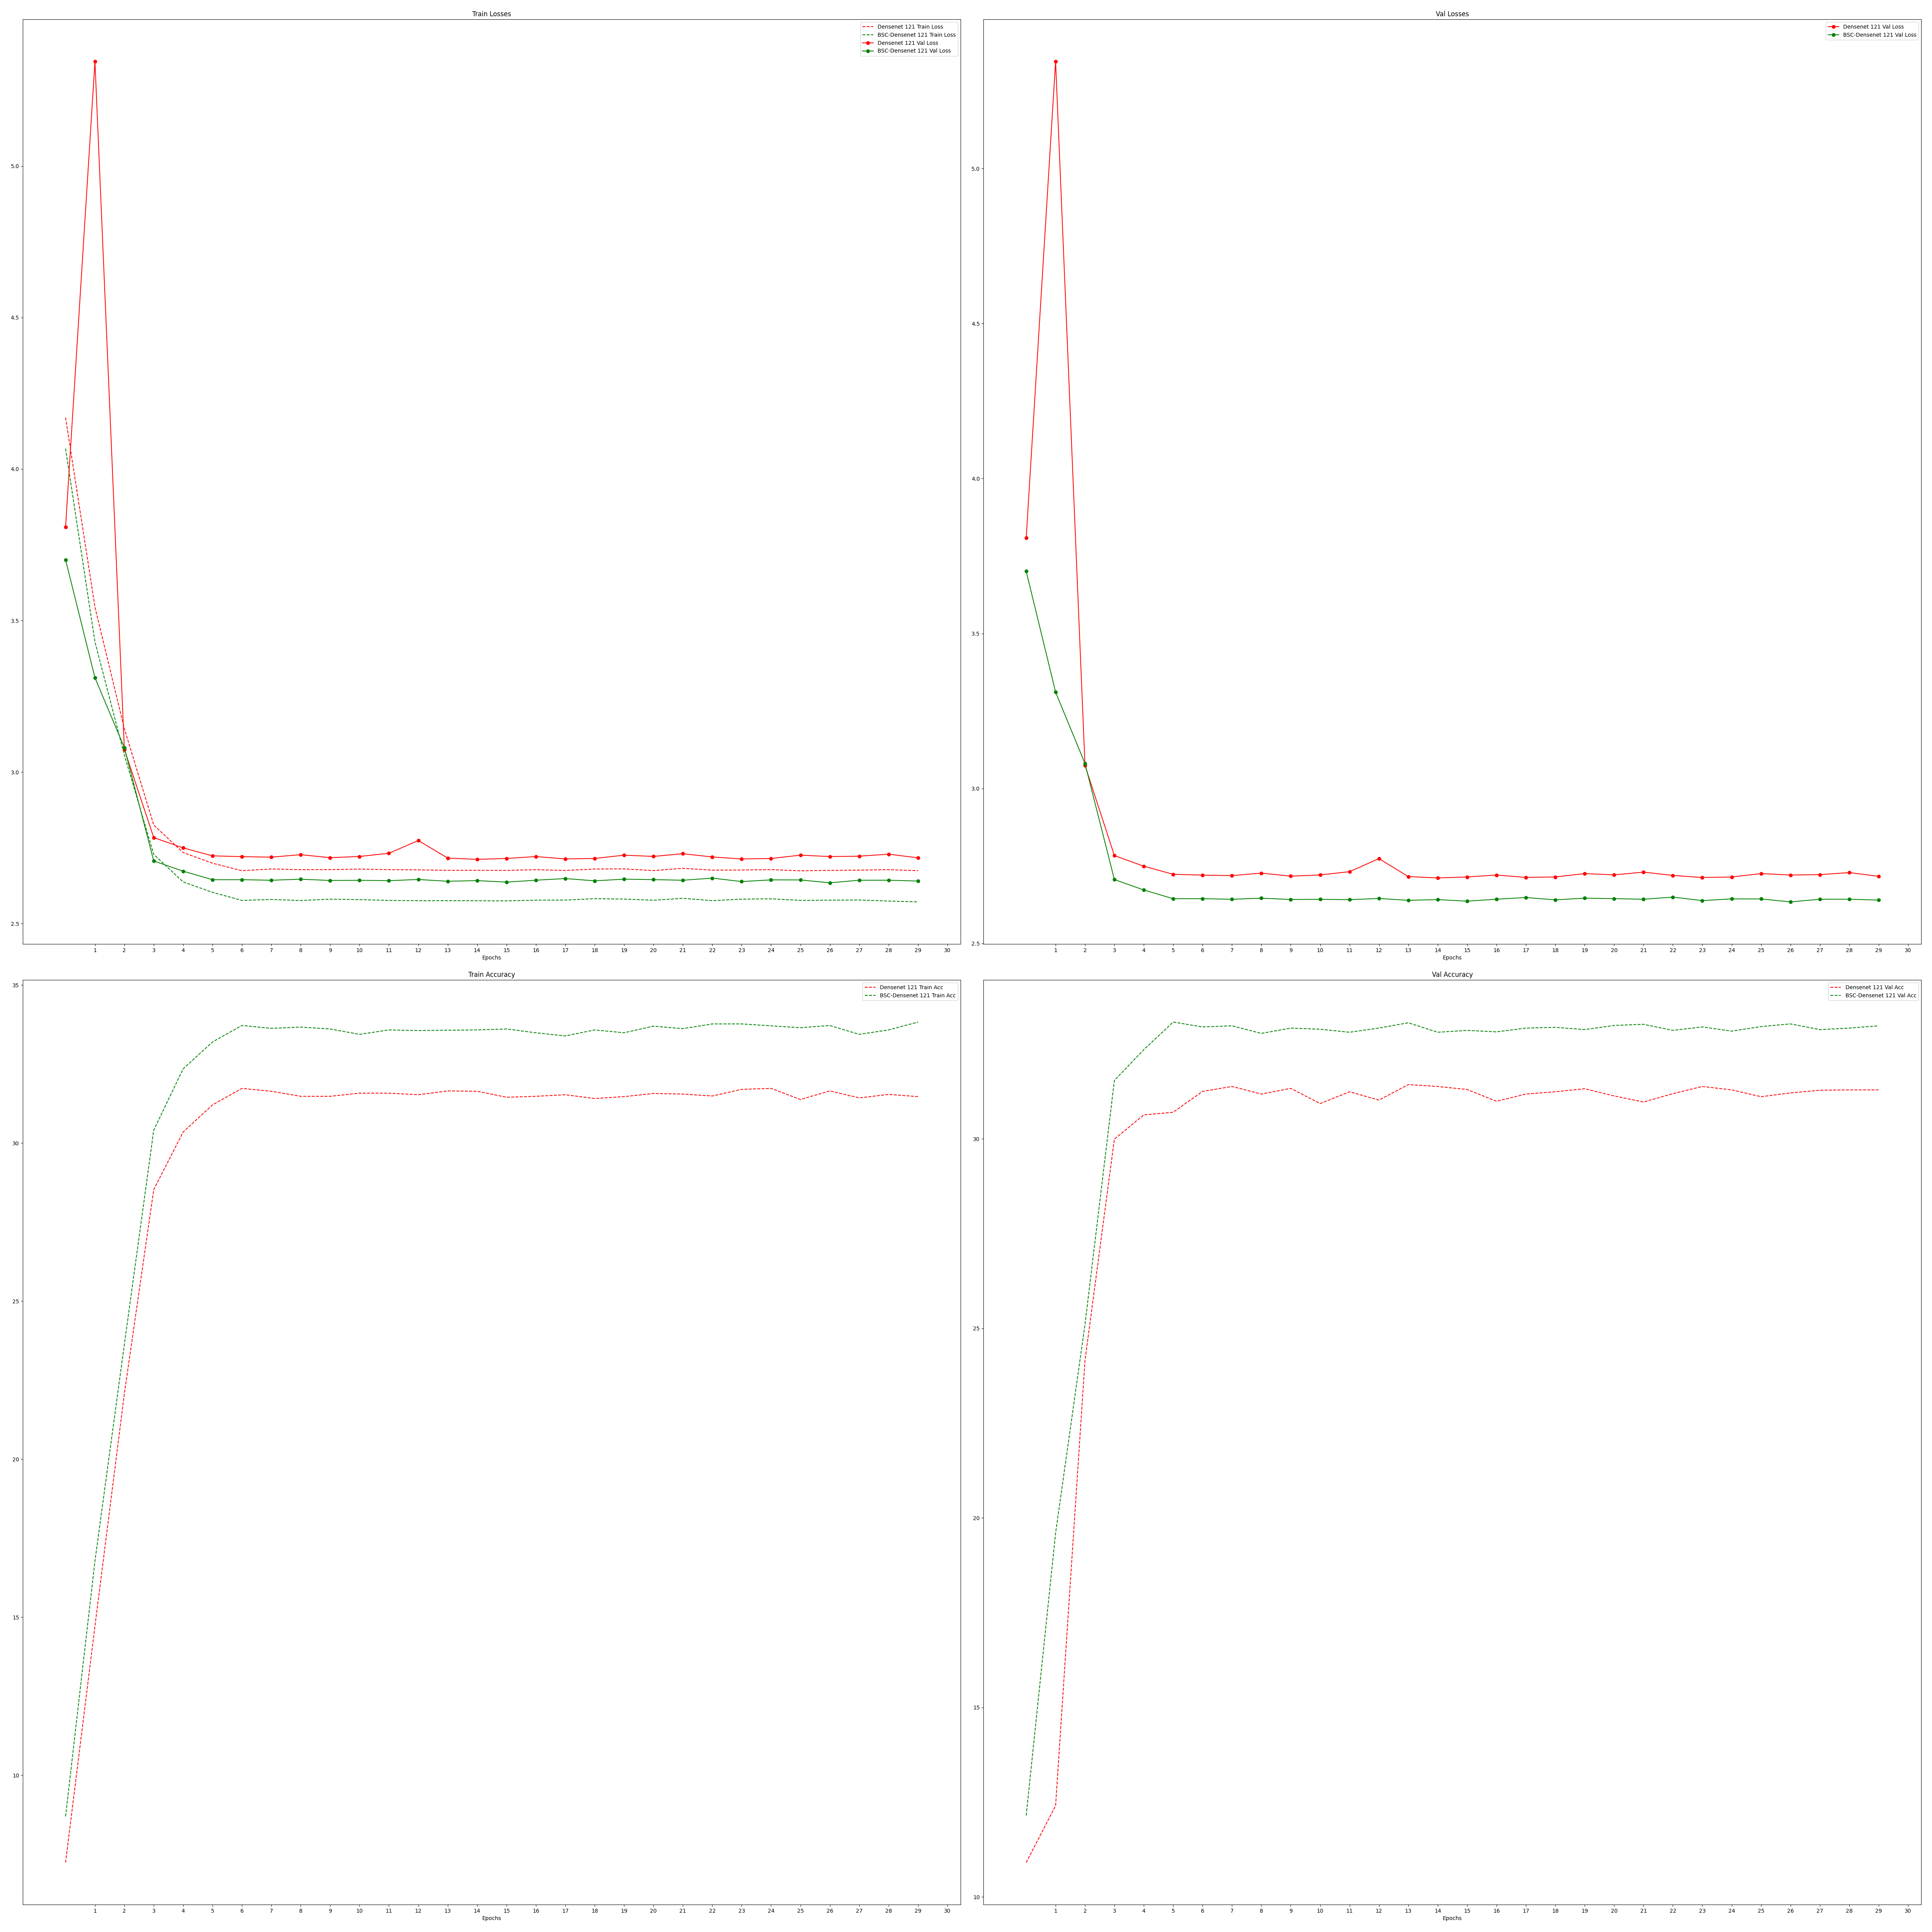 Train Losses
Densenet 121 Train Loss
BSC-Densenet 121 Train Loss
Densenet 121 Val Loss
BSC-Densenet 121 Val Loss
5.0
4.5
4.0
3.5
3.0
2.5
1 2 3 4 5 6 7 8 9 10 11 12 13 14 15 16 17 18 19 20 21 22 23 24 25 26 27 28 29 30
Epochs
Val Losses
Densenet 121 Val Loss
BSC-Densenet 121 Val Loss
5.0
4.5
4.0
3.5
3.0
2.5
1 2 3 4 5 6 7 8 9 10 11 12 13 14 15 16 17 18 19 20 21 22 23 24 25 26 27 28 29 30
Epochs
Train Accuracy
Densenet 121 Train Acc
BSC-Densenet 121 Train Acc
35
30
25
20
15
10
1 2 3 4 5 6 7 8 9 10 11 12 13 14 15 16 17 18 19 20 21 22 23 24 25 26 27 28 29 30
Epochs
Val Accuracy
Densenet 121 Val Acc
BSC-Densenet 121 Val Acc
30
25
20
15
10
1 2 3 4 5 6 7 8 9 10 11 12 13 14 15 16 17 18 19 20 21 22 23 24 25 26 27 28 29 30
Epochs